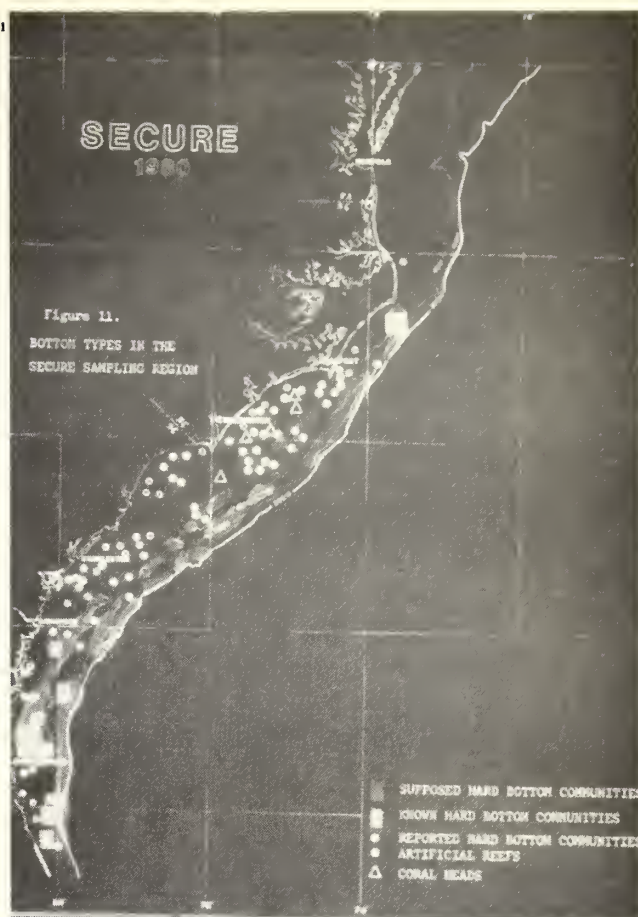 SECURE
1980
Figure 11.
BOTTOM TYPES IN THE
SECURE SAMPLING REGION
SUPPOSED HARD BOTTOM COMMUNITIES
KNOWN HARD BOTTOM COMMUNITIES
REPORTED HARD BOTTOM COMMUNITIES
ARTIFICIAL REEFS
CORAL HEADS